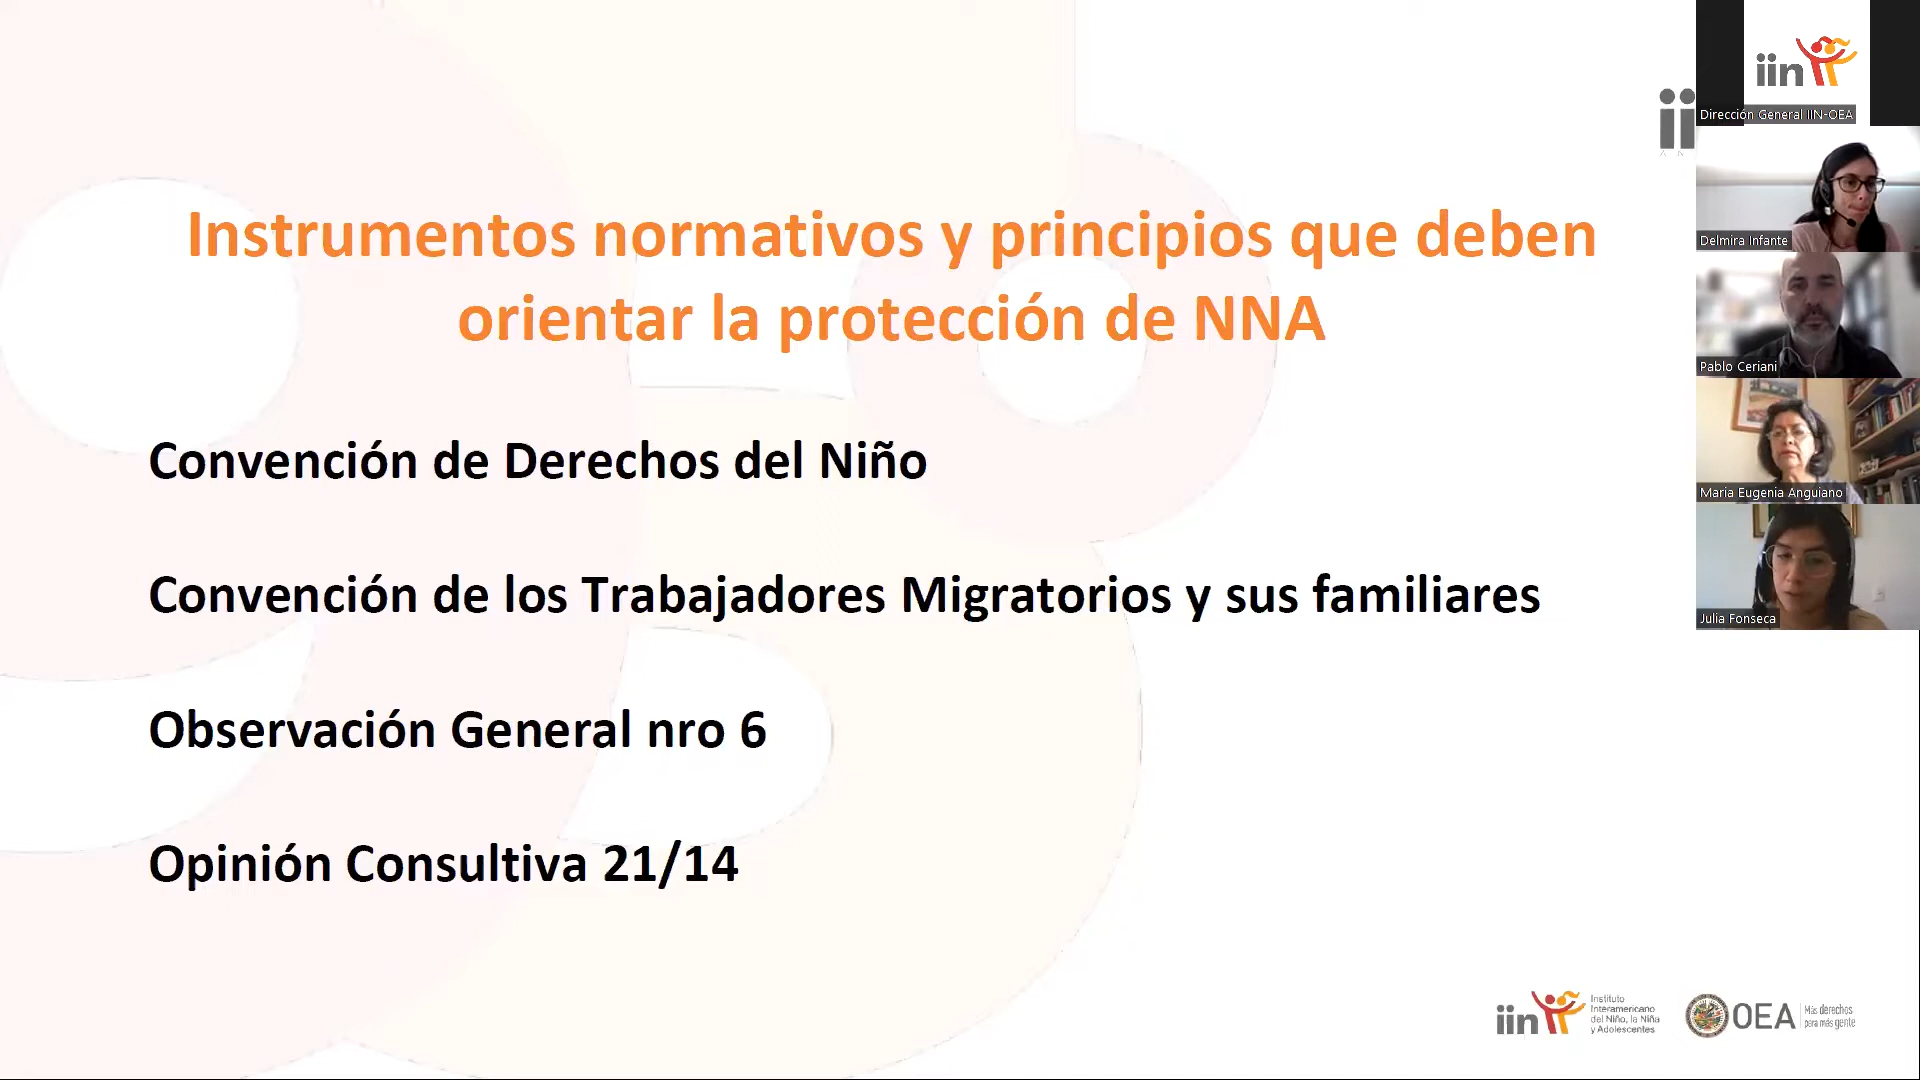 iin
Dirección General IIN-OEA
ii
Delmira Infante
Pablo Ceriani
Maria Eugenia Anguiano
Julia Fonseca
Instrumentos normativos y principios que deben
orientar la protección de NNA
Convención de Derechos del Niño
Convención de los Trabajadores Migratorios y sus familiares
Observación General nro 6
Opinión Consultiva 21/14
iin
Instituto
Interamericano
del Niño, la Niña
y Adolescentes
OEA
Más derechos
para más gente